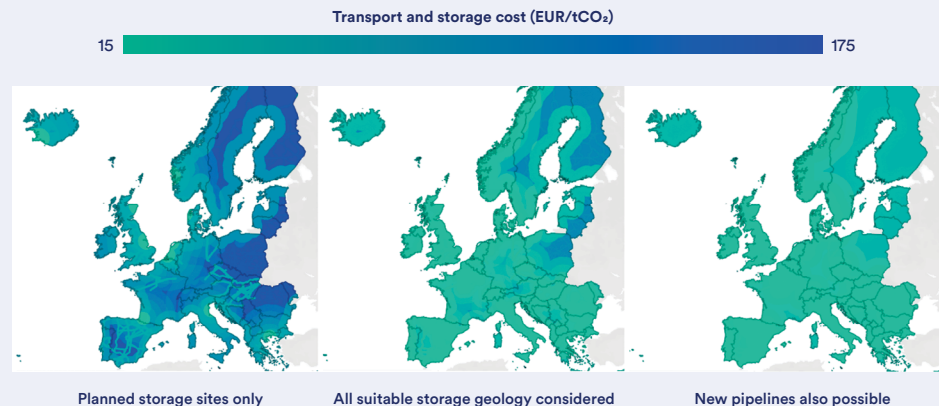 Transport and storage cost (EUR/tCO₂)
15
175
Planned storage sites only
All suitable storage geology considered
New pipelines also possible